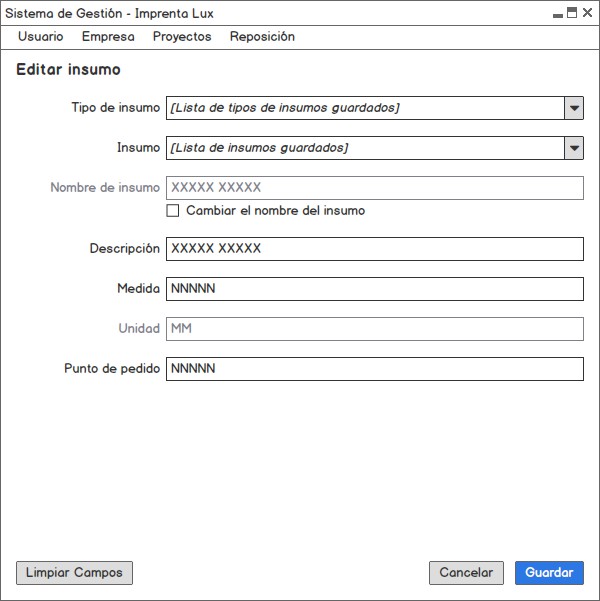 Sistema de Gestión - Imprenta Lux
Usuario Empresa Proyectos Reposición
Editar insumo
Tipo de insumo [Lista de tipos de insumos guardados]
Insumo [Lista de insumos guardados]
Nombre de insumo XXXXX XXXXX
Cambiar el nombre del insumo
Descripción XXXXX XXXXX
Medida NNNNN
Unidad MM
Punto de pedido NNNNN
Limpiar Campos Cancelar Guardar